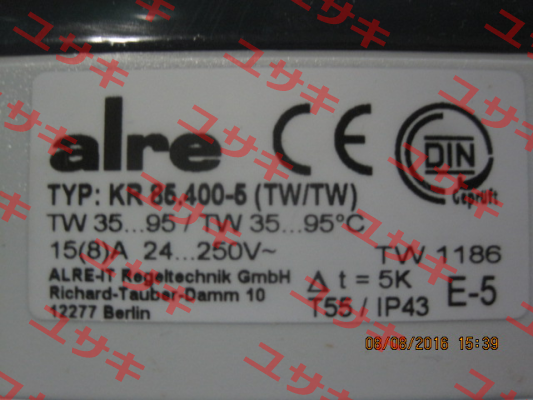 alre CE DIN Geprüft
TYP: KR 85.400-5 (TW/TW)
TW 35...95 / TW 35...95°C
15(8)A 24...250V~ TW 1186
ALRE-IT Regeltechnik GmbH
Richard-Tauber-Damm 10
12277 Berlin
Δ t = 5K
T55 / IP43 E-5
08/08/2016 15:39
ユサキ